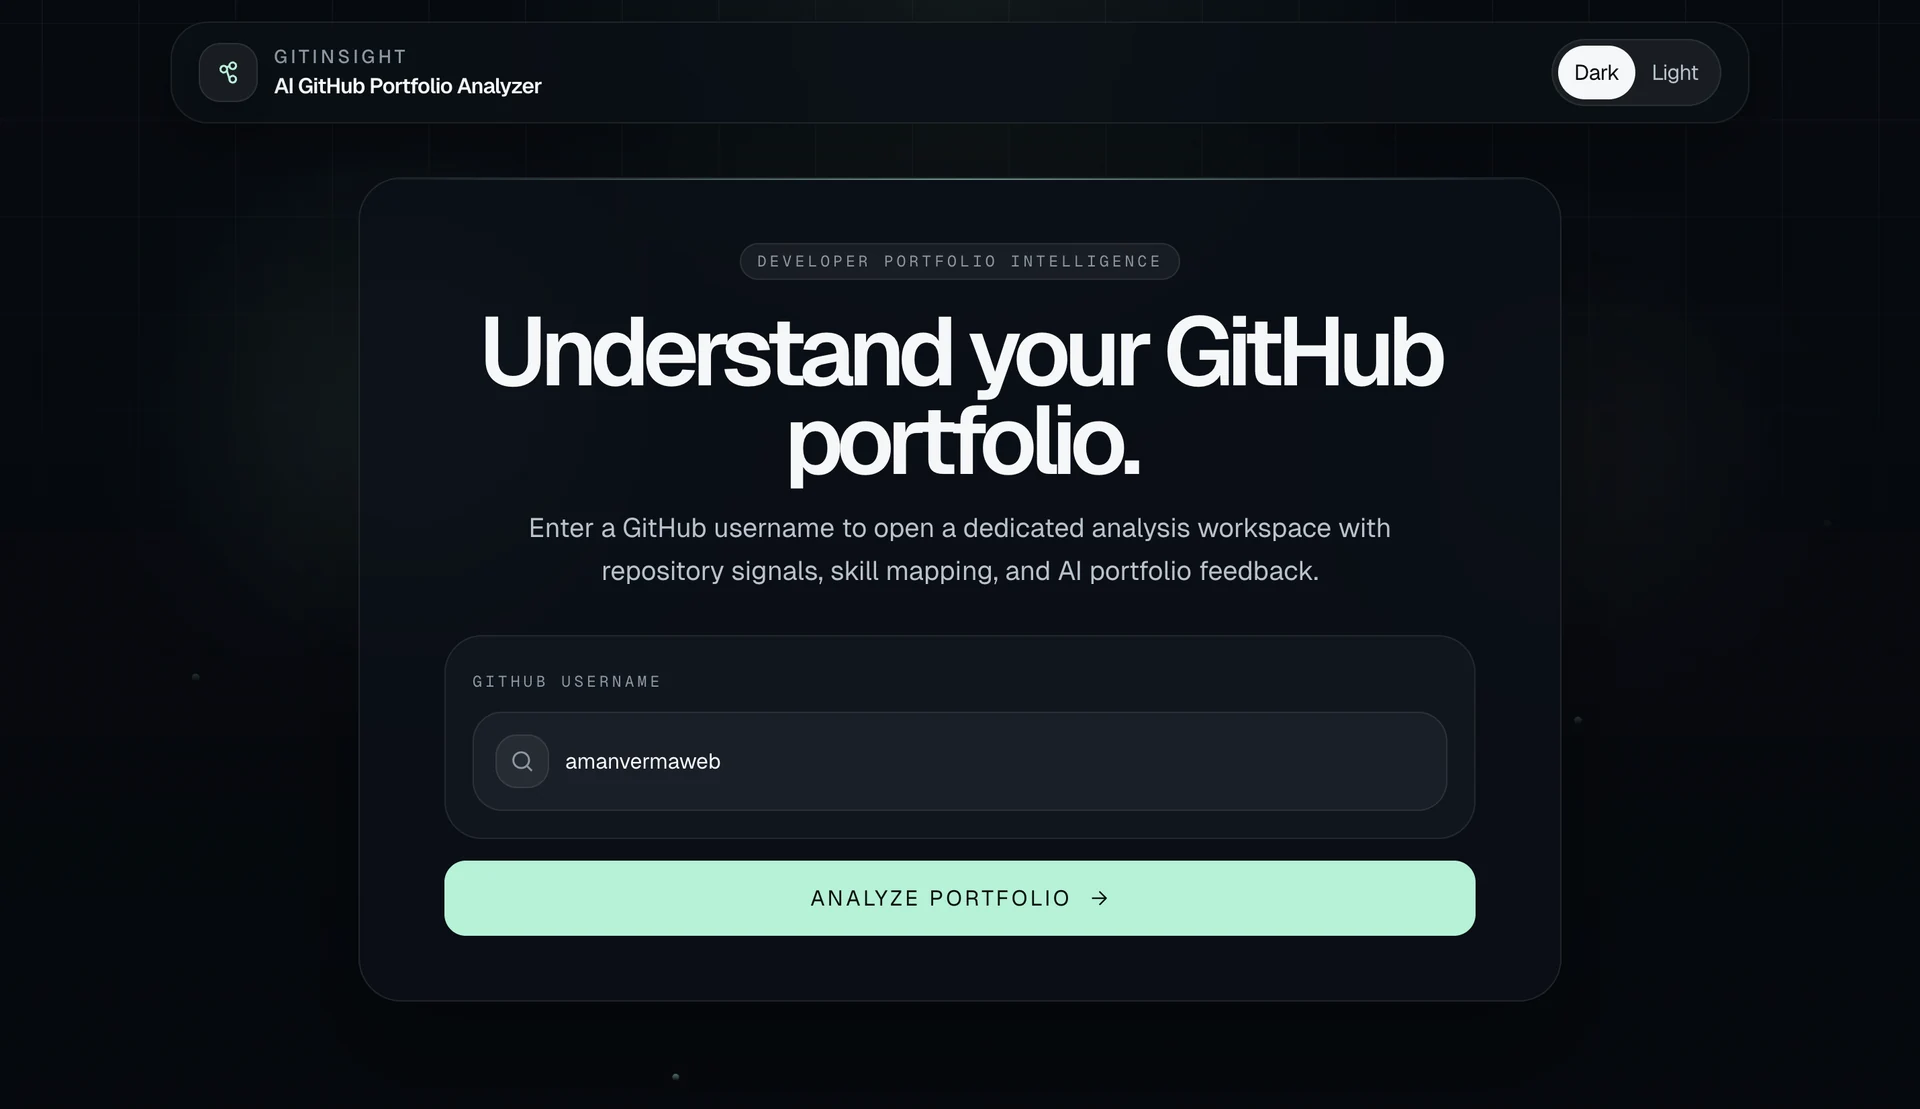 GITINSIGHT
AI GitHub Portfolio Analyzer
Dark
Light
DEVELOPER PORTFOLIO INTELLIGENCE
Understand your GitHub
portfolio.
Enter a GitHub username to open a dedicated analysis workspace with
repository signals, skill mapping, and AI portfolio feedback.
GITHUB USERNAME
amanvermaweb
ANALYZE PORTFOLIO →